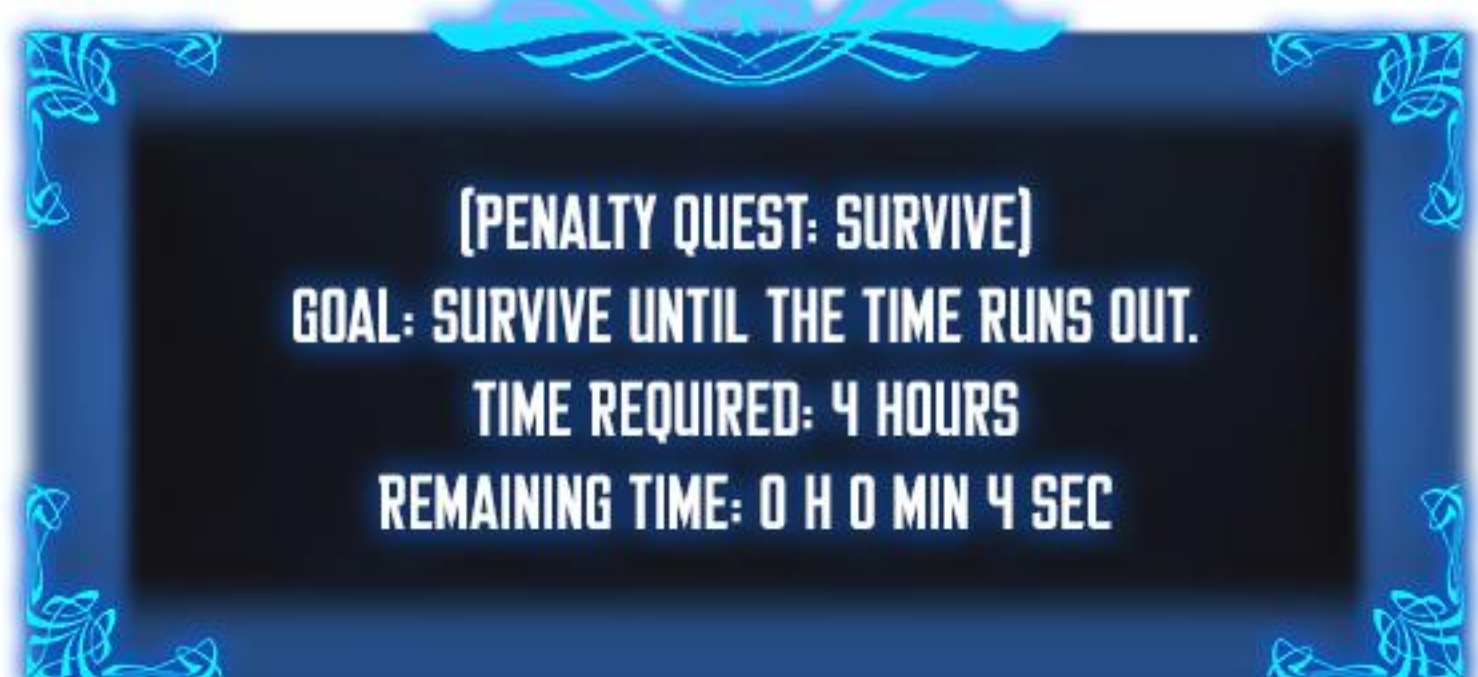 [PENALTY QUEST: SURVIVE]
GOAL: SURVIVE UNTIL THE TIME RUNS OUT.
TIME REQUIRED: 4 HOURS
REMAINING TIME: 0 H 0 MIN 4 SEC